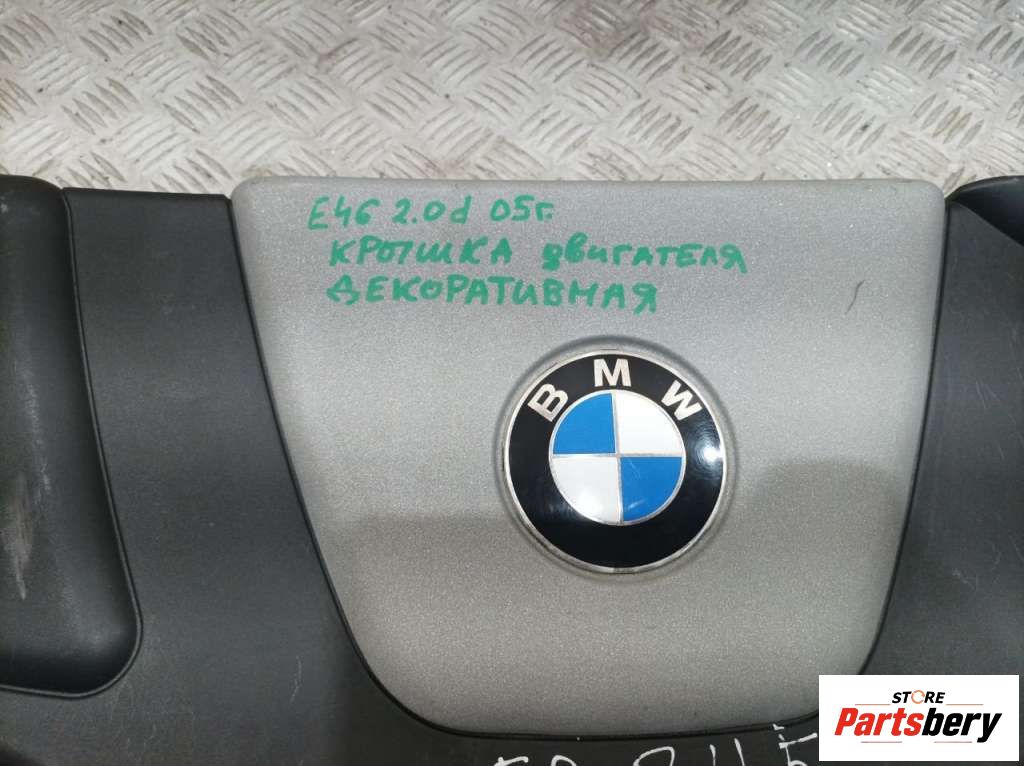 E46 2.0d 05г.
КРЫШКА двигАТЕЛЯ
ДЕКОРАТИВНАЯ
BMW
STORE
Partsbery